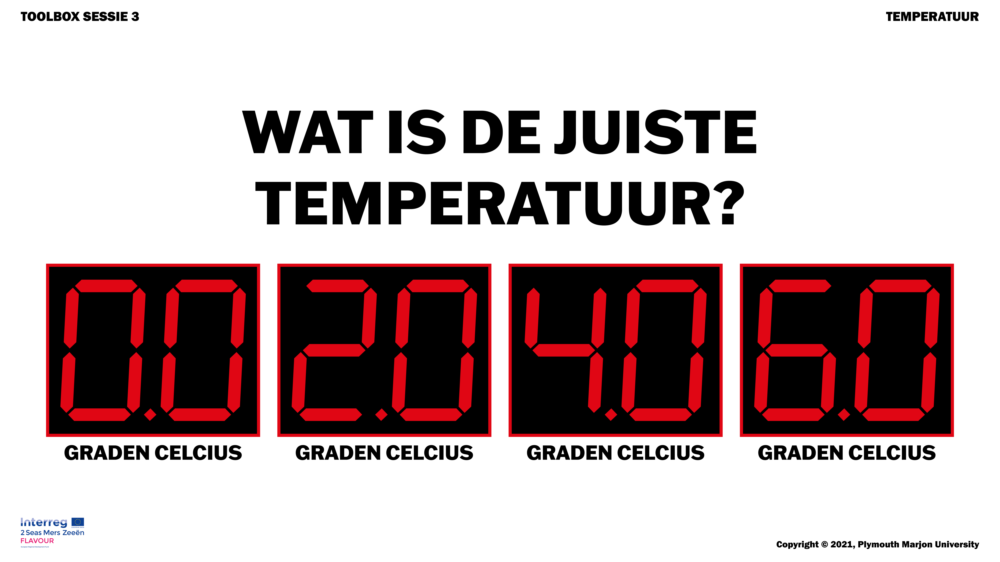 TOOLBOX SESSIE 3
TEMPERATUUR
WAT IS DE JUISTE
TEMPERATUUR?
0.0
2.0
4.0
6.0
GRADEN CELCIUS
GRADEN CELCIUS
GRADEN CELCIUS
GRADEN CELCIUS
Interreg
EUROPEAN UNION
2 Seas Mers Zeeën
FLAVOUR
European Regional Development Fund
Copyright © 2021, Plymouth Marjon University